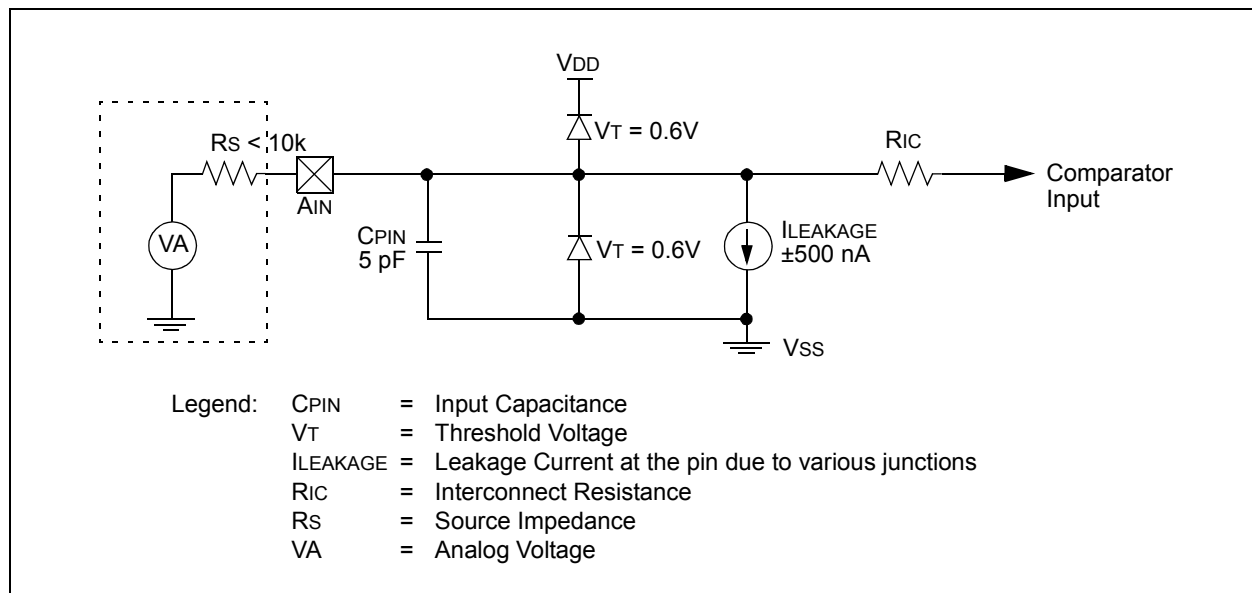 VDD
VT = 0.6V
RS < 10k
RIC
AIN
Comparator
Input
VA
CPIN
5 pF
VT = 0.6V
ILEAKAGE
±500 nA
VSS
Legend: CPIN = Input Capacitance
VT = Threshold Voltage
ILEAKAGE = Leakage Current at the pin due to various junctions
RIC = Interconnect Resistance
RS = Source Impedance
VA = Analog Voltage